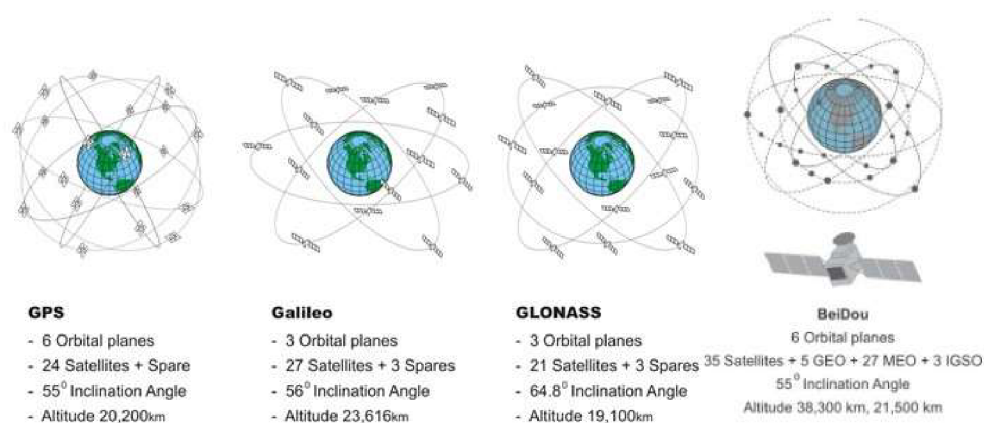 GPS
- 6 Orbital planes
- 24 Satellites + Spare
- 55⁰ Inclination Angle
- Altitude 20,200km
Galileo
- 3 Orbital planes
- 27 Satellites + 3 Spares
- 56⁰ Inclination Angle
- Altitude 23,616km
GLONASS
- 3 Orbital planes
- 21 Satellites + 3 Spares
- 64.8⁰ Inclination Angle
- Altitude 19,100km
BeiDou
6 Orbital planes
35 Satellites + 5 GEO + 27 MEO + 3 IGSO
55⁰ Inclination Angle
Altitude 38,300 km, 21,500 km